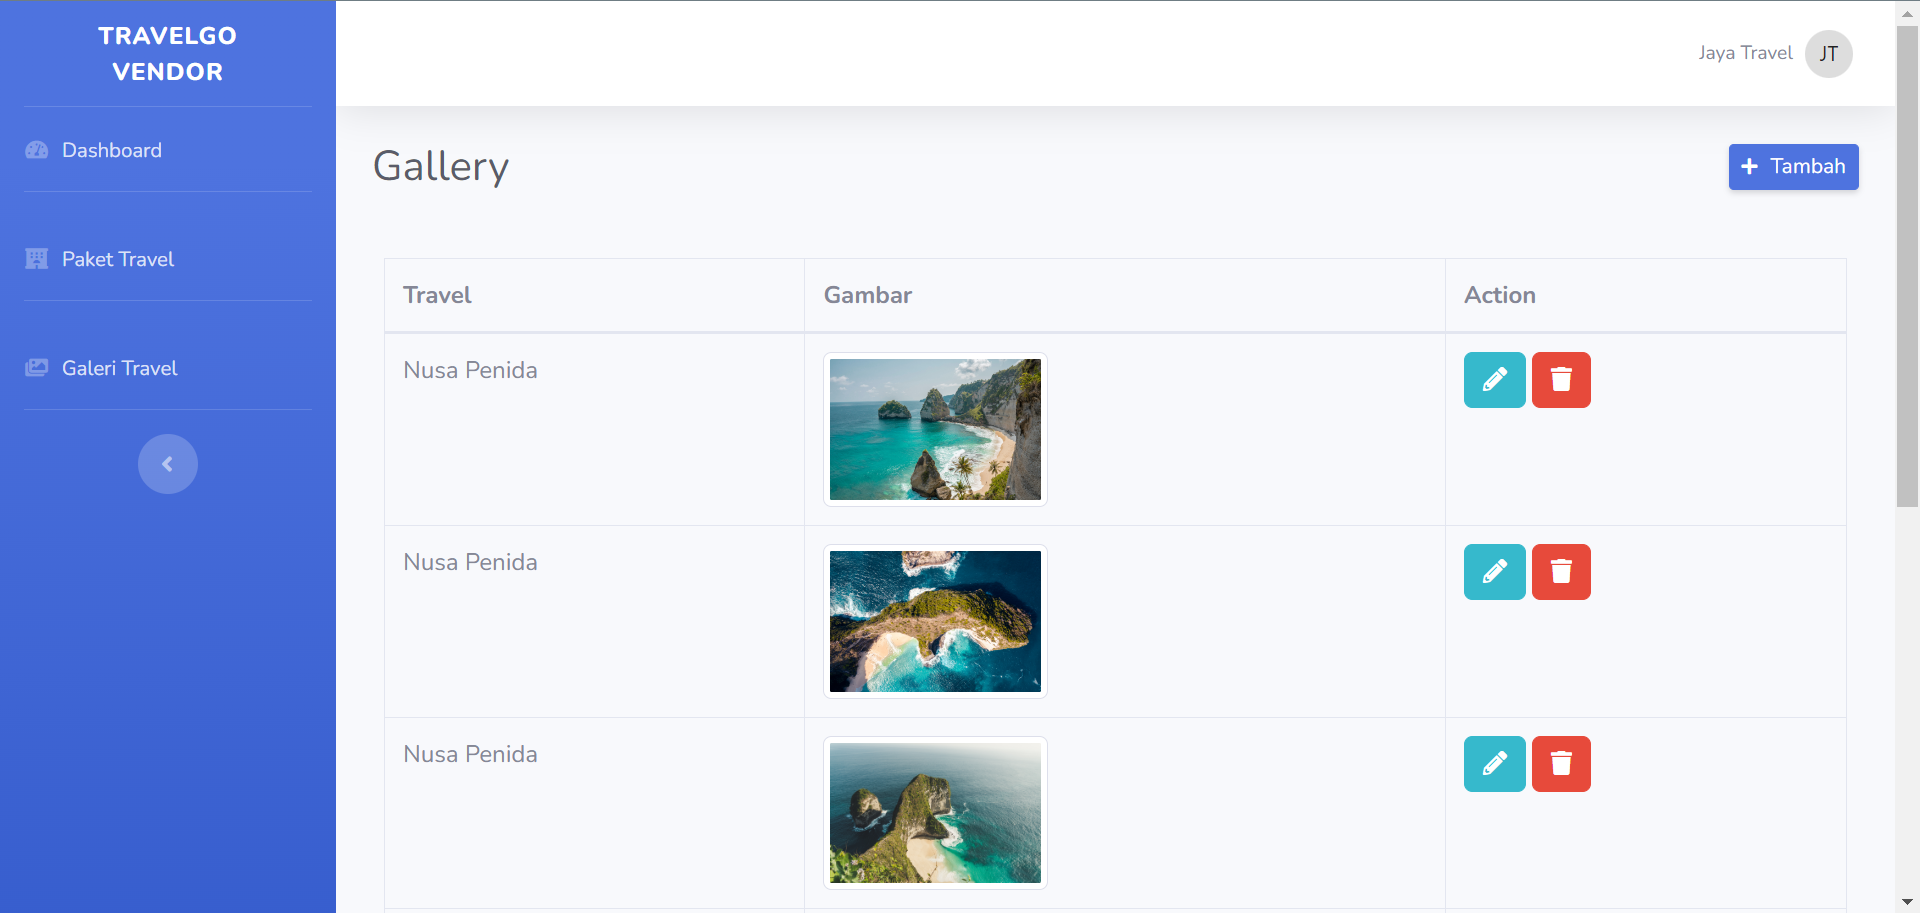 TRAVELGO
VENDOR
Dashboard
Paket Travel
Galeri Travel
Jaya Travel JT
Gallery
Tambah
Travel Gambar Action
Nusa Penida
Nusa Penida
Nusa Penida